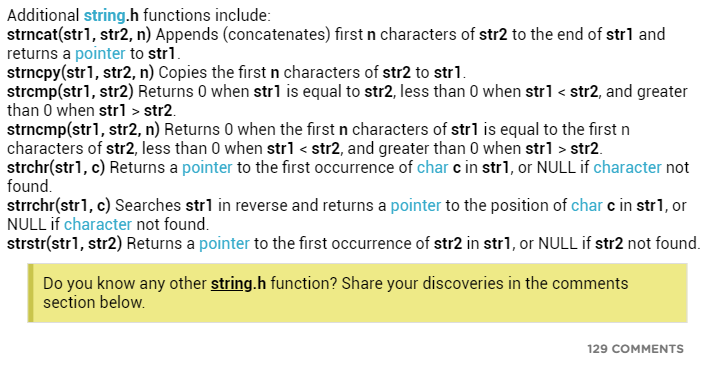 Additional string.h functions include:
strncat(str1, str2, n) Appends (concatenates) first n characters of str2 to the end of str1 and
returns a pointer to str1.
strncpy(str1, str2, n) Copies the first n characters of str2 to str1.
strcmp(str1, str2) Returns 0 when str1 is equal to str2, less than 0 when str1 < str2, and greater
than 0 when str1 > str2.
strncmp(str1, str2, n) Returns 0 when the first n characters of str1 is equal to the first n
characters of str2, less than 0 when str1 < str2, and greater than 0 when str1 > str2.
strchr(str1, c) Returns a pointer to the first occurrence of char c in str1, or NULL if character not
found.
strrchr(str1, c) Searches str1 in reverse and returns a pointer to the position of char c in str1, or
NULL if character not found.
strstr(str1, str2) Returns a pointer to the first occurrence of str2 in str1, or NULL if str2 not found.
Do you know any other string.h function? Share your discoveries in the comments
section below.
129 COMMENTS